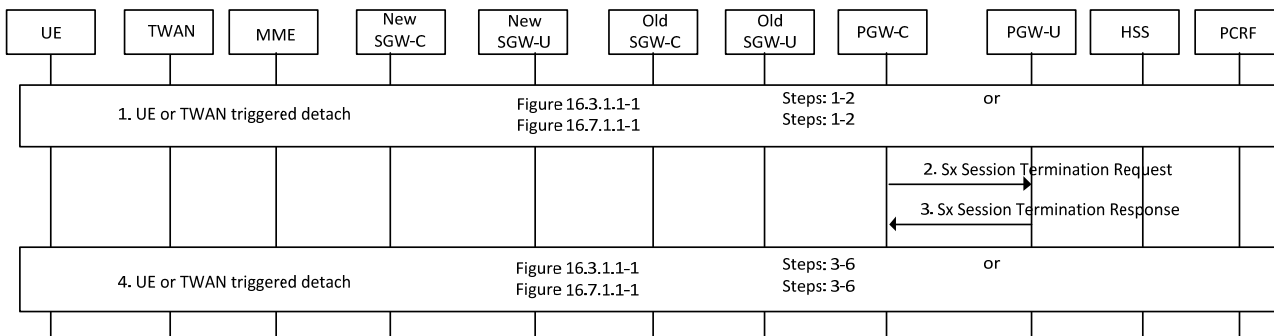 UE
TWAN
MME
New
SGW-C
New
SGW-U
Old
SGW-C
Old
SGW-U
PGW-C
PGW-U
HSS
PCRF
1. UE or TWAN triggered detach
Figure 16.3.1.1-1
Steps: 1-2
or
Figure 16.7.1.1-1
Steps: 1-2
2. Sx Session Termination Request
3. Sx Session Termination Response
4. UE or TWAN triggered detach
Figure 16.3.1.1-1
Steps: 3-6
or
Figure 16.7.1.1-1
Steps: 3-6